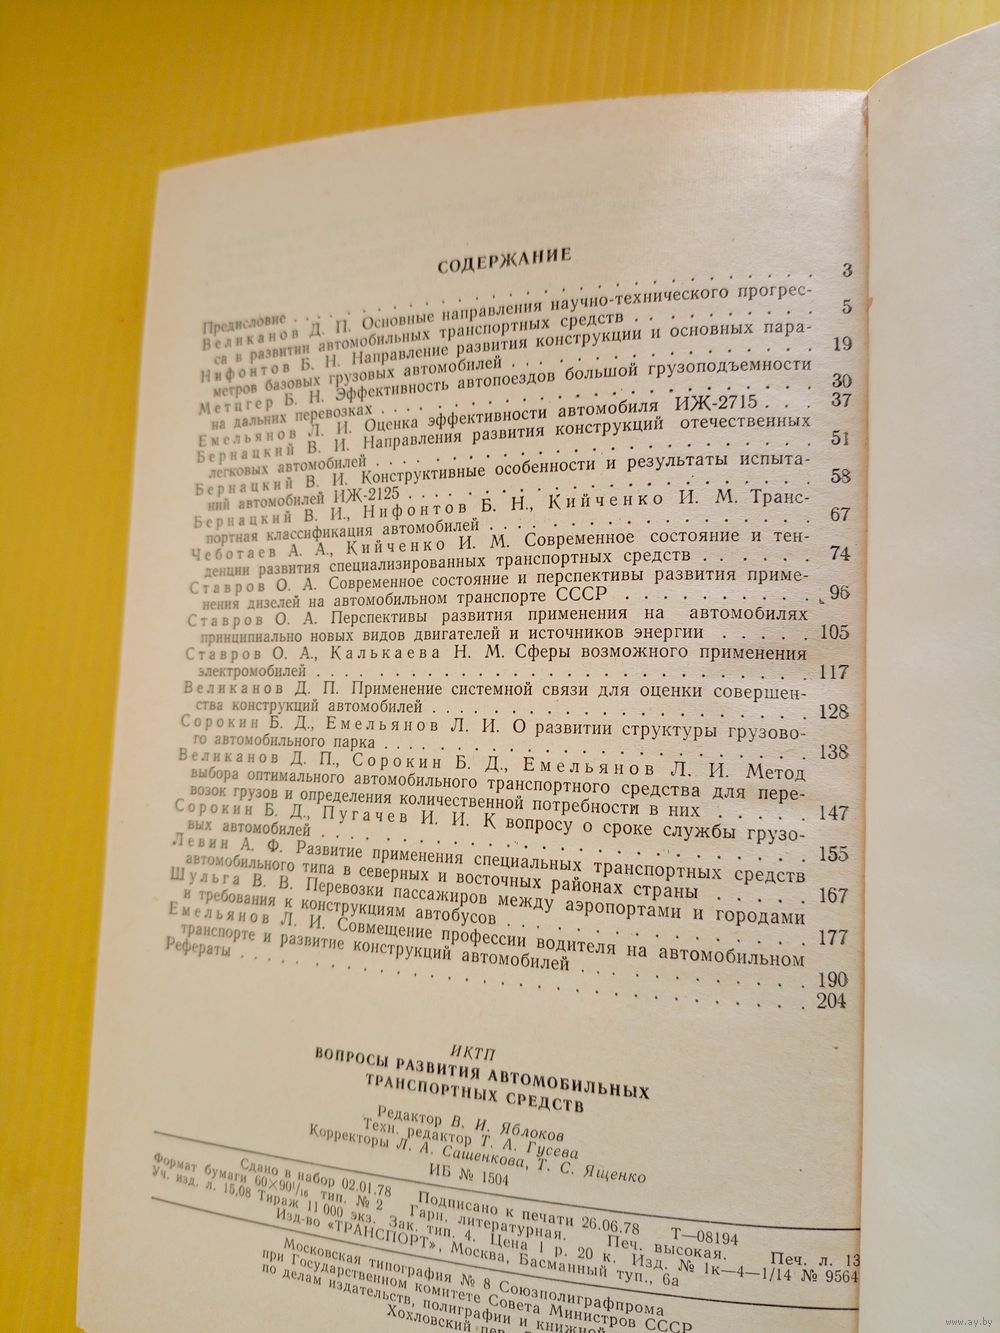 СОДЕРЖАНИЕ
Предисловие . . . . . . . . . . . . . . . . . . . . . . . . 3
Великанов Д. П. Основные направления научно-технического прогрес-
са в развитии автомобильных транспортных средств . . . . . . . . . 5
Нифонтов Б. Н. Направление развития конструкции и основных пара-
метров базовых грузовых автомобилей . . . . . . . . . . . . . . 19
Метцгер Б. Н. Эффективность автопоездов большой грузоподъемности
на дальних перевозках . . . . . . . . . . . . . . . . . . . . 30
Емельянов Л. И. Оценка эффективности автомобиля ИЖ-2715 . . . 37
Бернацкий В. И. Направления развития конструкций отечественных
легковых автомобилей . . . . . . . . . . . . . . . . . . . . 51
Бернацкий В. И. Конструктивные особенности и результаты испыта-
ний автомобилей ИЖ-2125 . . . . . . . . . . . . . . . . . . 58
Бернацкий В. И., Нифонтов Б. Н., Кийченко И. М. Транс-
портная классификация автомобилей . . . . . . . . . . . . . . 67
Чеботаев А. А., Кийченко И. М. Современное состояние и тен-
денции развития специализированных транспортных средств . . . . . . 74
Ставров О. А. Современное состояние и перспективы развития приме-
нения дизелей на автомобильном транспорте СССР . . . . . . . . . 96
Ставров О. А. Перспективы развития применения на автомобилях
принципиально новых видов двигателей и источников энергии . . . . . 105
Ставров О. А., Калькаева Н. М. Сферы возможного применения
электромобилей . . . . . . . . . . . . . . . . . . . . . . . 117
Великанов Д. П. Применение системной связи для оценки совершен-
ства конструкций автомобилей . . . . . . . . . . . . . . . . . 128
Сорокин Б. Д., Емельянов Л. И. О развитии структуры грузово-
го автомобильного парка . . . . . . . . . . . . . . . . . . . 138
Великанов Д. П., Сорокин Б. Д., Емельянов Л. И. Метод
выбора оптимального автомобильного транспортного средства для пере-
возок грузов и определения количественной потребности в них . . . . . 147
Сорокин Б. Д., Пугачев И. И. К вопросу о сроке службы грузо-
вых автомобилей . . . . . . . . . . . . . . . . . . . . . . 155
Левин А. Ф. Развитие применения специальных транспортных средств
автомобильного типа в северных и восточных районах страны . . . . . 167
Шульга В. В. Перевозки пассажиров между аэропортами и городами
и требования к конструкциям автобусов . . . . . . . . . . . . . 177
Емельянов Л. И. Совмещение профессии водителя на автомобильном
транспорте и развитие конструкций автомобилей . . . . . . . . . . 190
Рефераты . . . . . . . . . . . . . . . . . . . . . . . . . 204
ИКТП
ВОПРОСЫ РАЗВИТИЯ АВТОМОБИЛЬНЫХ
ТРАНСПОРТНЫХ СРЕДСТВ
Редактор В. И. Яблоков
Техн. редактор Т. А. Гусева
Корректоры Л. А. Сашенкова, Т. С. Ященко
ИБ № 1504
Сдано в набор 02.01.78 Подписано к печати 26.06.78 Т—08194
Формат бумаги 60×90 1/16 тип. № 2 Гарн. литературная. Печ. высокая. Печ. л. 13
Уч. изд. л. 15,08 Тираж 11 000 экз. Зак. тип. 4. Цена 1 р. 20 к. Изд. № 1к—4—1/14 № 9564
Изд-во «ТРАНСПОРТ», Москва, Басманный туп., 6а
Московская типография № 8 Союзполиграфпрома
при Государственном комитете Совета Министров СССР
по делам издательств, полиграфии и книжной
Хохловский пер.
www.ay.by